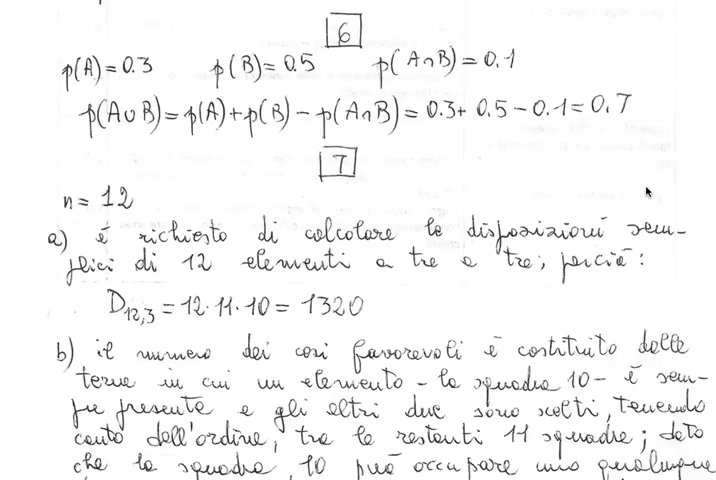 6
p(A)=0.3 p(B)=0.5 p(A∩B)=0.1
p(A∪B)=p(A)+p(B)-p(A∩B)=0.3+0.5-0.1=0.7
7
n=12
a) è richiesto di calcolare le disposizioni sem-
plici di 12 elementi a tre a tre; perciò:
D12,3=12·11·10=1320
b) il numero dei casi favorevoli è costituito dalle
terne in cui un elemento - la squadra 10 - è sem-
pre presente e gli altri due sono scelti, tenendo
conto dell'ordine, tra le restanti 11 squadre; dato
che la squadra 10 può occupare una qualunque